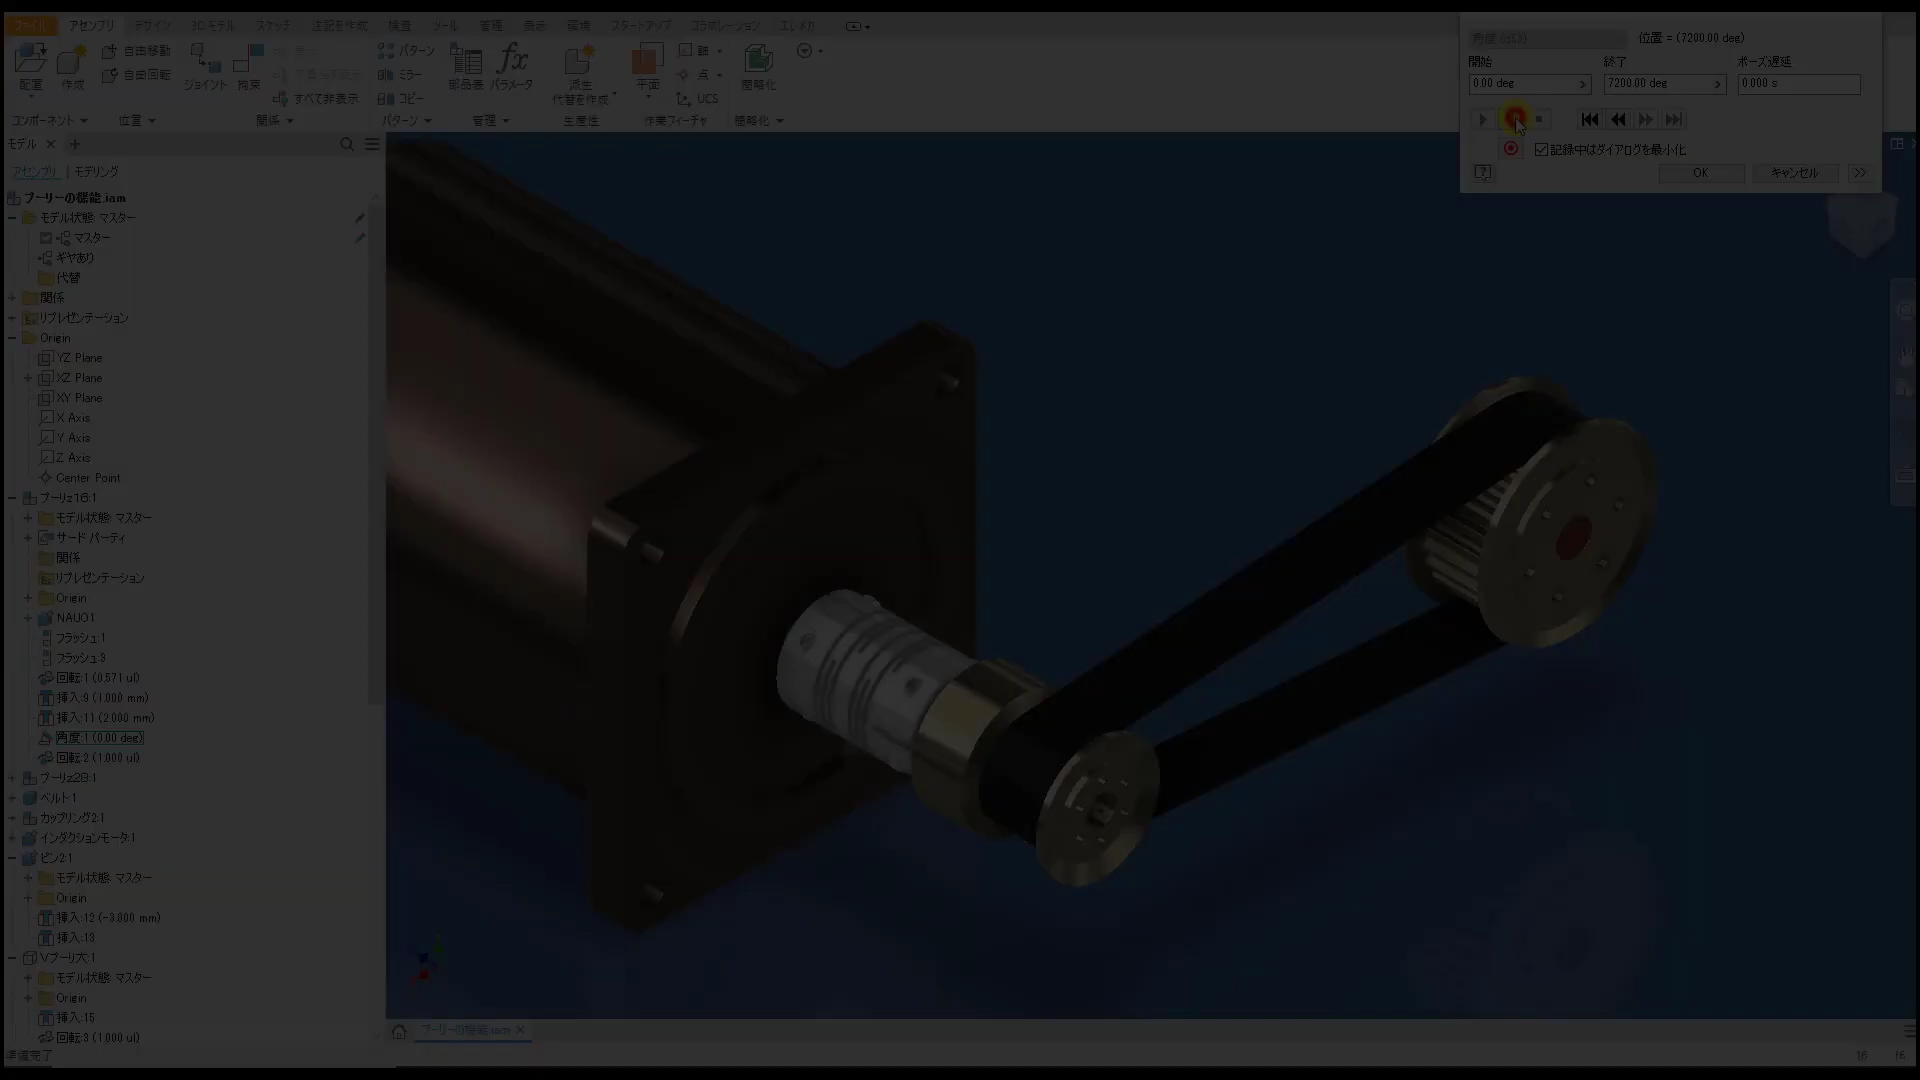 ファイル アセンブリ デザイン 3D モデル スケッチ 注記を作成 検査 ツール 管理 表示 環境 スタートアップ コラボレーション エレメカ
配置 作成 自由移動 自由回転 ジョイント 拘束 すべて非表示
パターン ミラー コピー 部品表 パラメータ 派生 代替を作成 平面 軸 点 UCS 簡略化
コンポーネント 位置 関係 パターン 管理 生産性 作業フィーチャ 簡略化
位置 = (7200.00 deg)
開始 終了 ポーズ遅延
0.00 deg 7200.00 deg 0.000 s
記録中はダイアログを最小化
OK キャンセル >>
モデル
アセンブリ モデリング
プーリーの機能.iam
モデル状態: マスター
マスター
ギヤあり
代替
関係
リプレゼンテーション
Origin
YZ Plane
XZ Plane
XY Plane
X Axis
Y Axis
Z Axis
Center Point
プーリz16:1
モデル状態: マスター
サード パーティ
関係
リプレゼンテーション
Origin
NAUO1
フラッシュ:1
フラッシュ:3
回転:1 (0.571 ul)
挿入:9 (1.000 mm)
挿入:11 (2.000 mm)
角度:1 (0.00 deg)
回転:2 (1.000 ul)
プーリz28:1
ベルト:1
カップリング2:1
インダクションモータ:1
ピン2:1
モデル状態: マスター
Origin
挿入:12 (-3.000 mm)
挿入:13
Vプーリ大:1
モデル状態: マスター
Origin
挿入:15
回転:3 (1.000 ul)
プーリーの機能.iam
準備完了
16 16